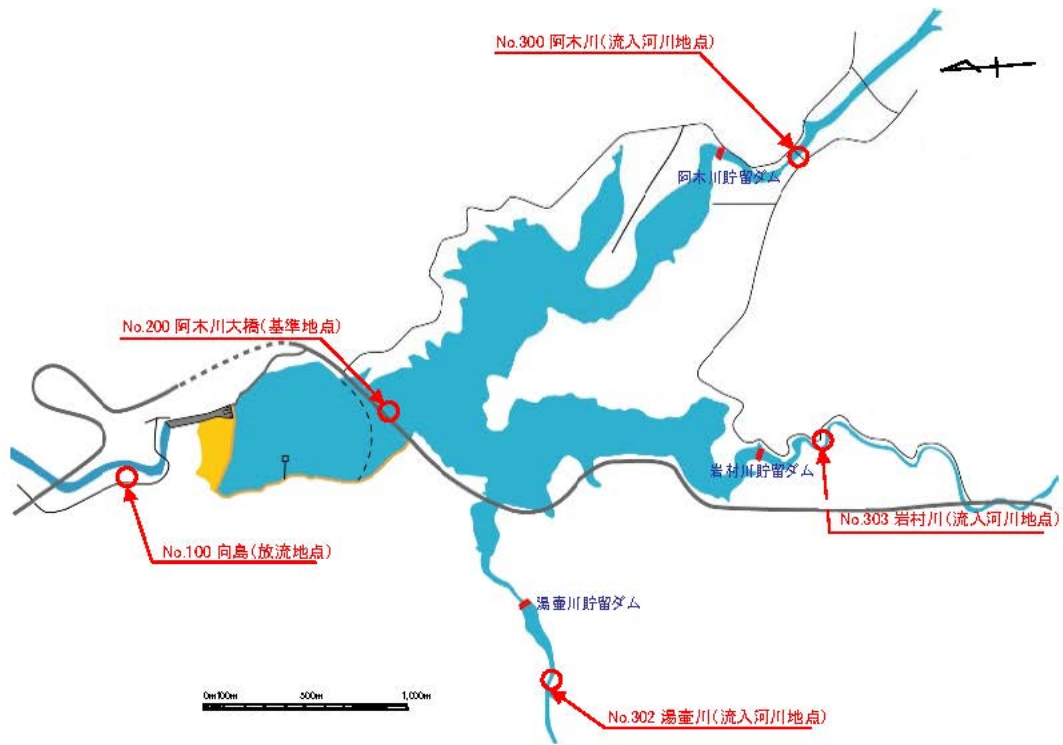 No.300 阿木川(流入河川地点)
阿木川貯留ダム
No.200 阿木川大橋(基準地点)
岩村川貯留ダム
No.303 岩村川(流入河川地点)
No.100 向島(放流地点)
湯壷川貯留ダム
0m100m 500m 1,000m
No.302 湯壷川(流入河川地点)